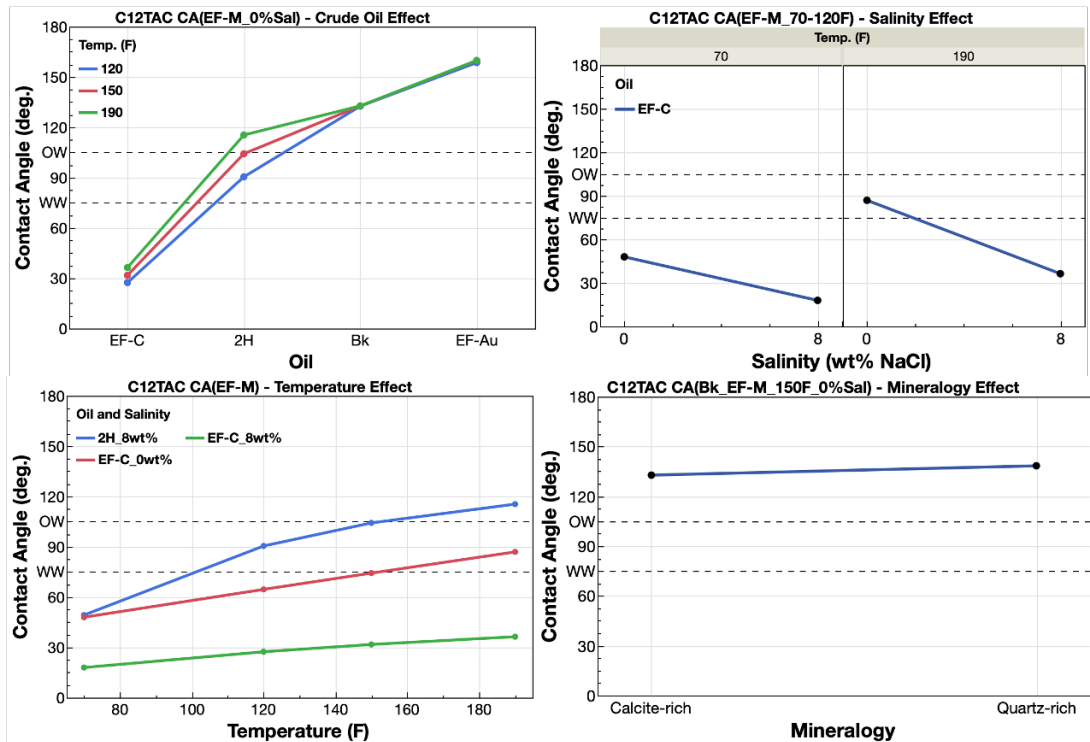 C12TAC CA(EF-M_0%Sal) - Crude Oil Effect
Contact Angle (deg.)
180
150
120
OW
90
WW
60
30
0
Temp. (F)
120
150
190
EF-C
2H
Bk
EF-Au
Oil
C12TAC CA(EF-M_70-120F) - Salinity Effect
Temp. (F)
70
190
Contact Angle (deg.)
180
150
120
OW
90
WW
60
30
0
Oil
EF-C
0
8
0
8
Salinity (wt% NaCl)
C12TAC CA(EF-M) - Temperature Effect
Contact Angle (deg.)
180
150
120
OW
90
WW
60
30
0
Oil and Salinity
2H_8wt%
EF-C_8wt%
EF-C_0wt%
80
100
120
140
160
180
Temperature (F)
C12TAC CA(Bk_EF-M_150F_0%Sal) - Mineralogy Effect
Contact Angle (deg.)
180
150
120
OW
90
WW
60
30
0
Calcite-rich
Quartz-rich
Mineralogy